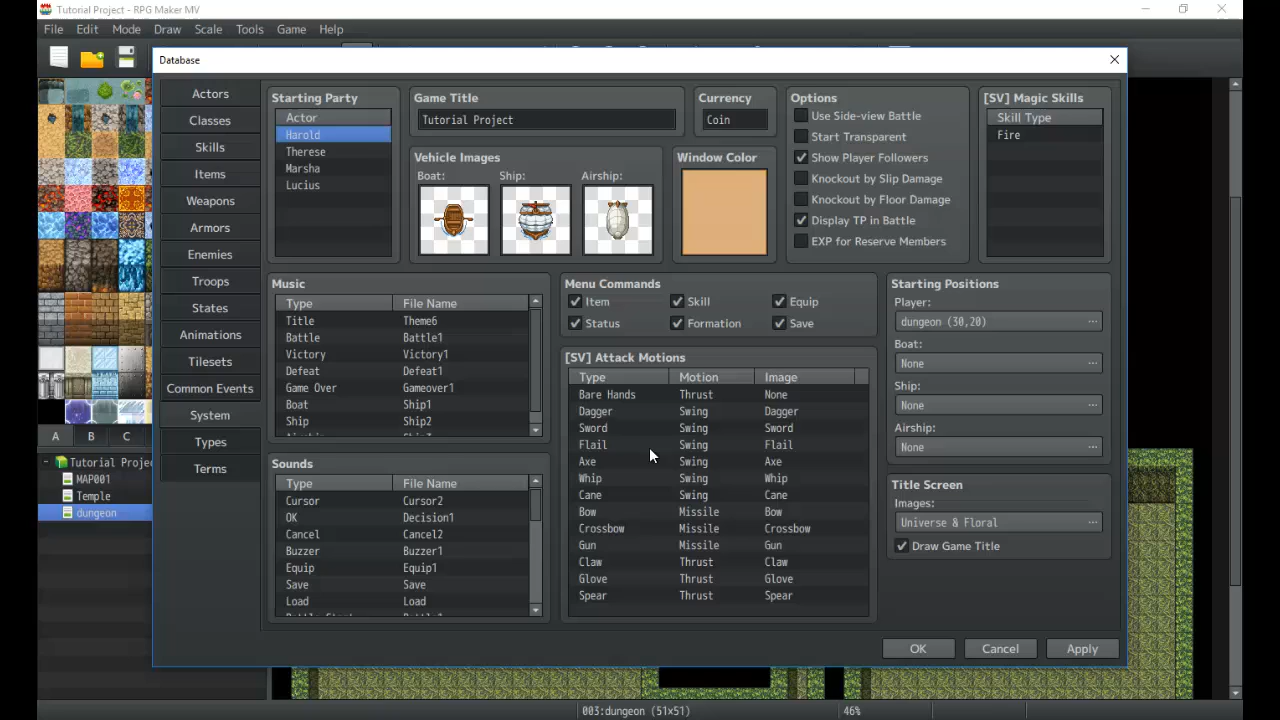 Tutorial Project - RPG Maker MV
File Edit Mode Draw Scale Tools Game Help
Database
Actors
Classes
Skills
Items
Weapons
Armors
Enemies
Troops
States
Animations
Tilesets
Common Events
System
Types
Terms
Starting Party
Actor
Harold
Therese
Marsha
Lucius
Game Title
Tutorial Project
Currency
Coin
Vehicle Images
Boat: Ship: Airship:
Window Color
Options
Use Side-view Battle
Start Transparent
Show Player Followers
Knockout by Slip Damage
Knockout by Floor Damage
Display TP in Battle
EXP for Reserve Members
[SV] Magic Skills
Skill Type
Fire
Music
Type File Name
Title Theme6
Battle Battle1
Victory Victory1
Defeat Defeat1
Game Over Gameover1
Boat Ship1
Ship Ship2
Sounds
Type File Name
Cursor Cursor2
OK Decision1
Cancel Cancel2
Buzzer Buzzer1
Equip Equip1
Save Save
Load Load
Menu Commands
Item Skill Equip
Status Formation Save
[SV] Attack Motions
Type Motion Image
Bare Hands Thrust None
Dagger Swing Dagger
Sword Swing Sword
Flail Swing Flail
Axe Swing Axe
Whip Swing Whip
Cane Swing Cane
Bow Missile Bow
Crossbow Missile Crossbow
Gun Missile Gun
Claw Thrust Claw
Glove Thrust Glove
Spear Thrust Spear
Starting Positions
Player:
dungeon (30,20) ...
Boat:
None ...
Ship:
None ...
Airship:
None ...
Title Screen
Images:
Universe & Floral ...
Draw Game Title
OK Cancel Apply
A B C
Tutorial Projec
MAP001
Temple
dungeon
003:dungeon (51x51) 46%